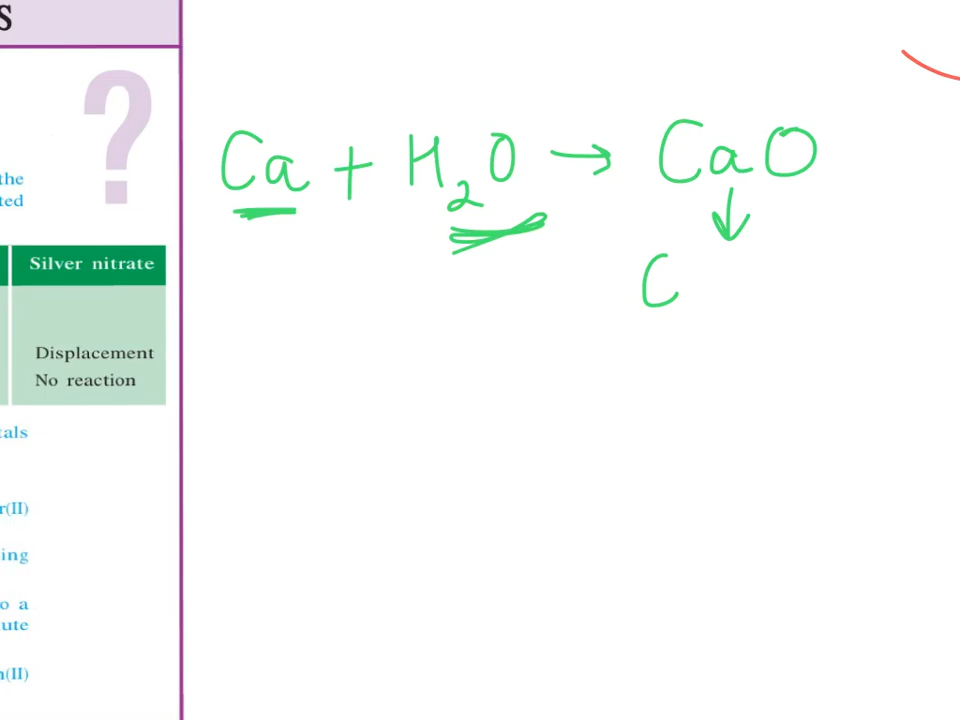 S
?
the
ted
Silver nitrate
Displacement
No reaction
tals
r(II)
ing
o a
ute
n(II)
Ca + H₂O → CaO
↓
C